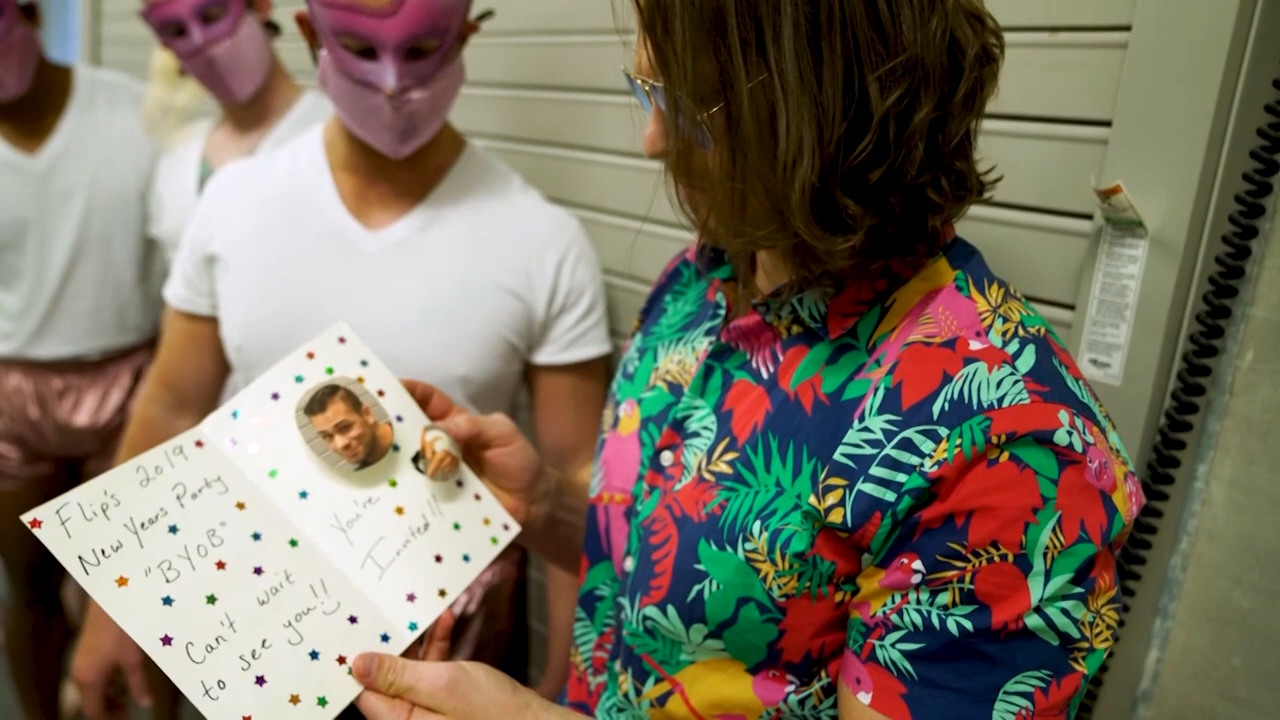 Flip's 2019
New Years Party
"BYOB"
Can't wait
to see you!!
You're
Invited!!